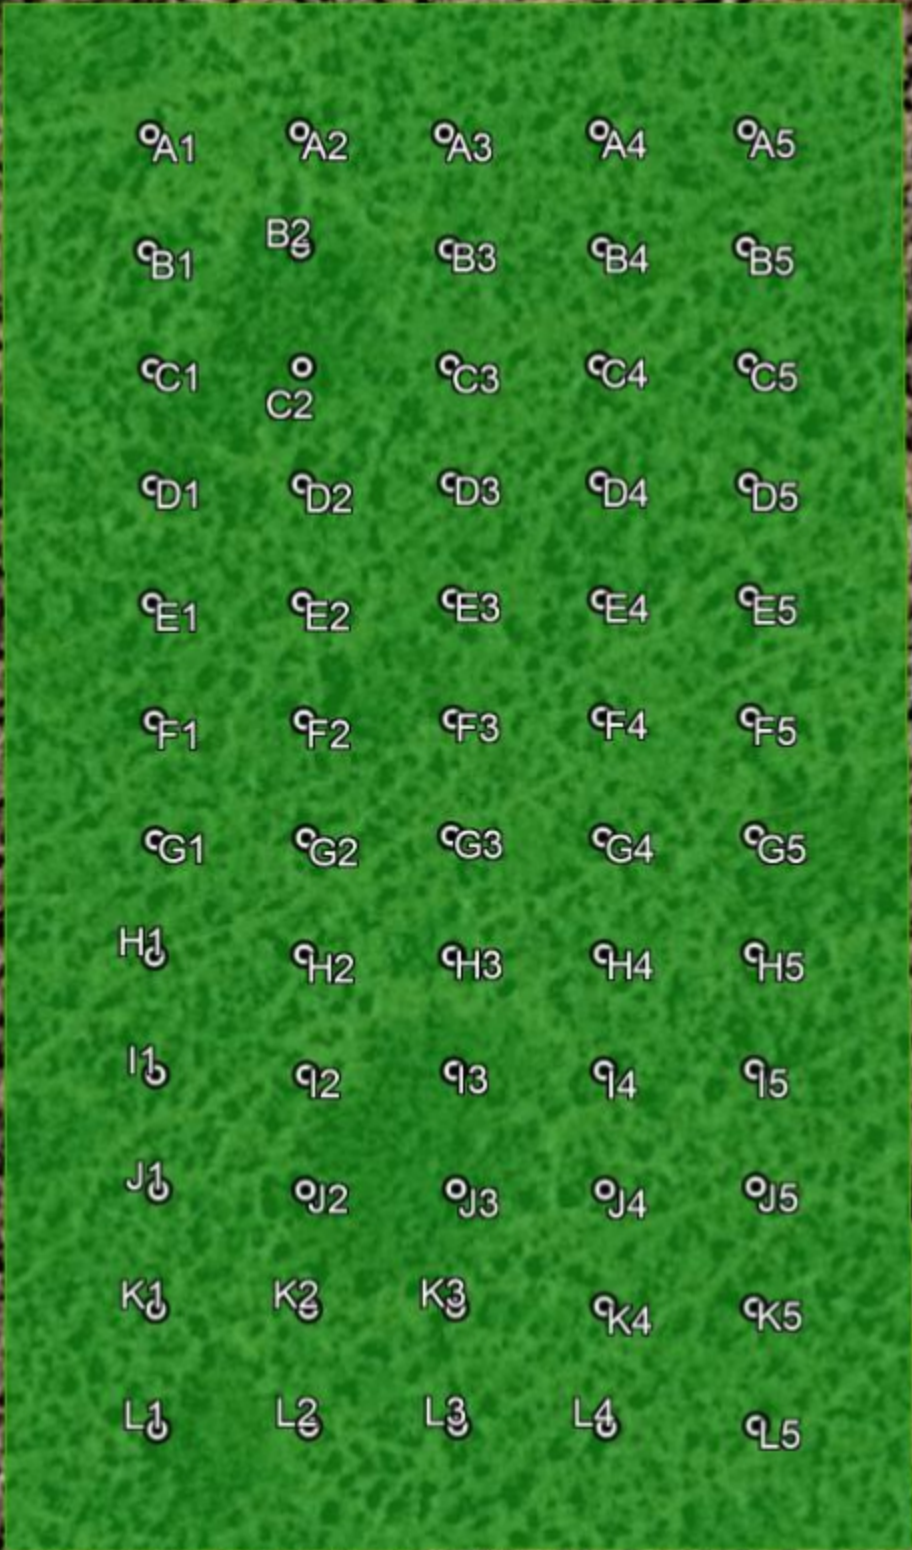 A1 A2 A3 A4 A5
B1 B2 B3 B4 B5
C1 C2 C3 C4 C5
D1 D2 D3 D4 D5
E1 E2 E3 E4 E5
F1 F2 F3 F4 F5
G1 G2 G3 G4 G5
H1 H2 H3 H4 H5
I1 I2 I3 I4 I5
J1 J2 J3 J4 J5
K1 K2 K3 K4 K5
L1 L2 L3 L4 L5